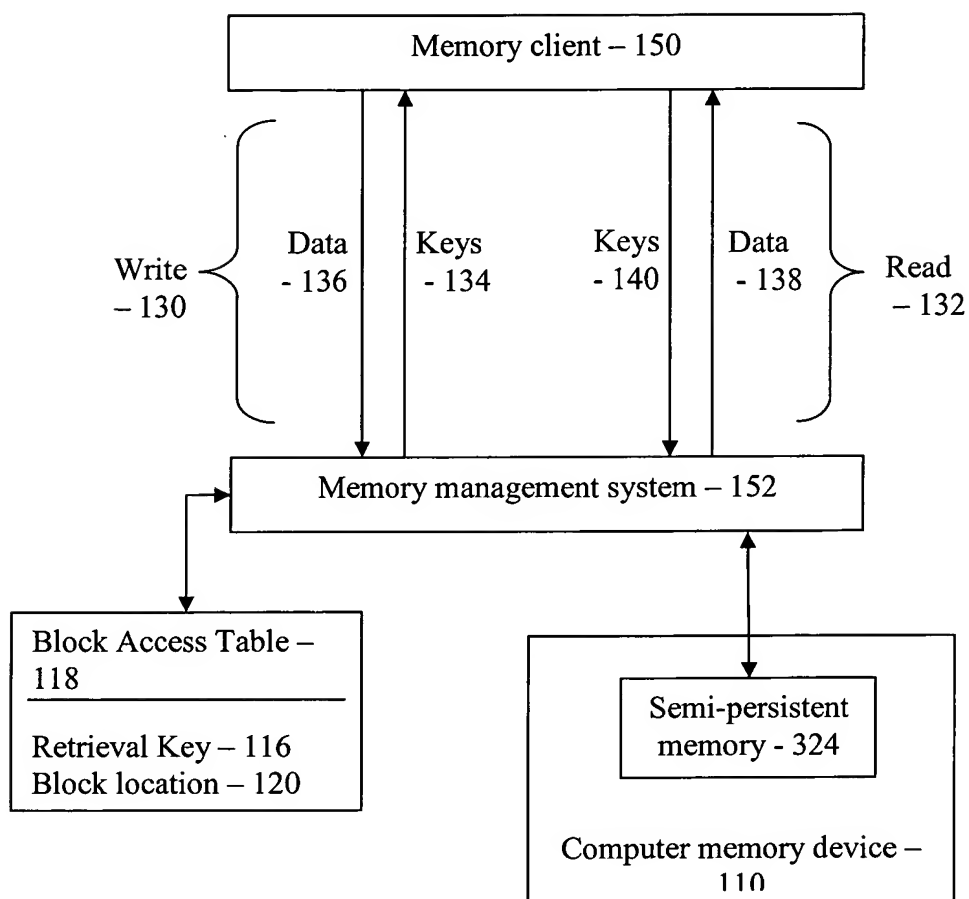 Memory client – 150
Data
- 136
Keys
- 134
Keys
- 140
Data
- 138
Write
– 130
Read
– 132
Memory management system – 152
Block Access Table –
118
Retrieval Key – 116
Block location – 120
Semi-persistent
memory - 324
Computer memory device –
110